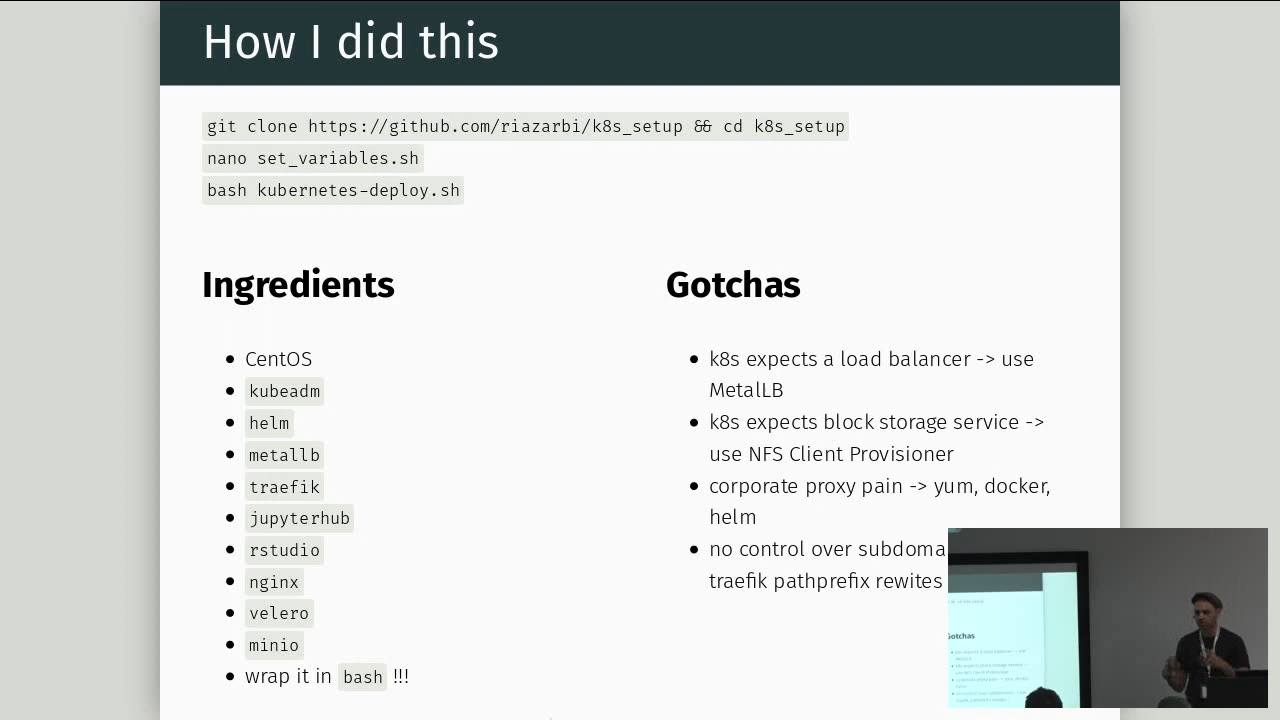 How I did this
git clone https://github.com/riazarbi/k8s_setup && cd k8s_setup
nano set_variables.sh
bash kubernetes-deploy.sh
Ingredients
• CentOS
• kubeadm
• helm
• metallb
• traefik
• jupyterhub
• rstudio
• nginx
• velero
• minio
• wrap it in bash !!!
Gotchas
• k8s expects a load balancer -> use
MetalLB
• k8s expects block storage service ->
use NFS Client Provisioner
• corporate proxy pain -> yum, docker,
helm
• no control over subdoma
traefik pathprefix rewites
Gotchas